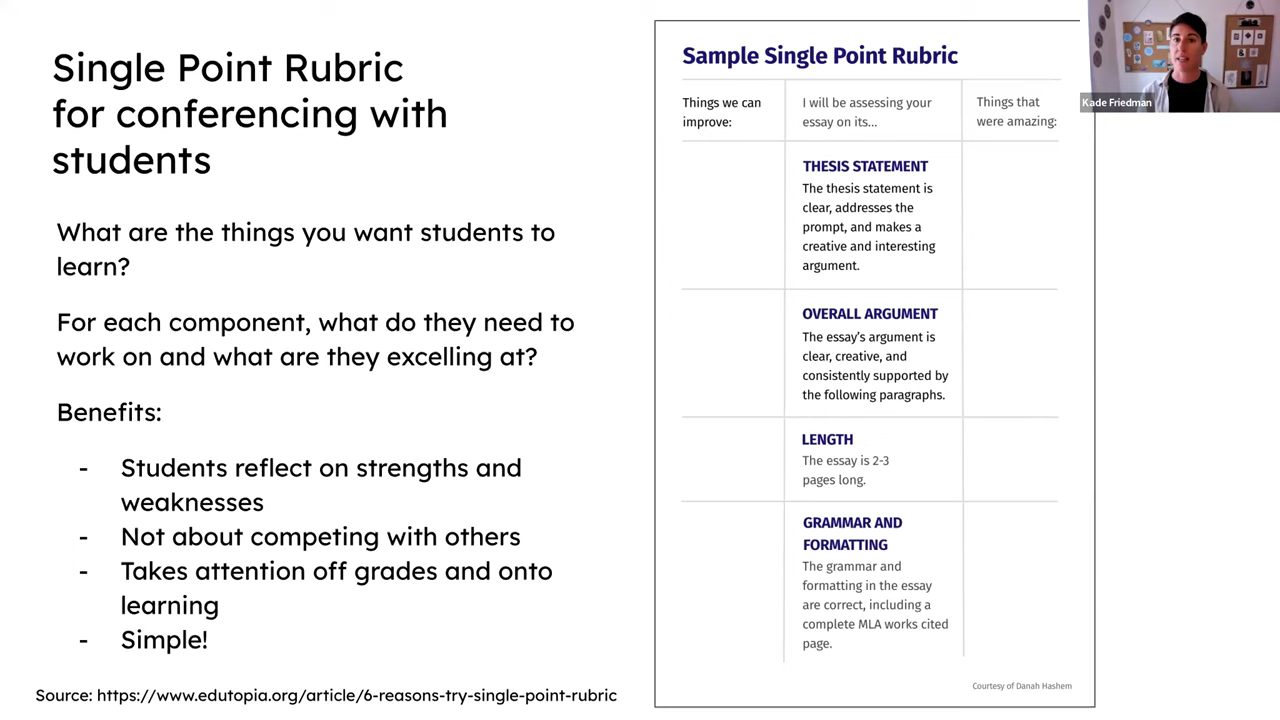 Single Point Rubric
for conferencing with
students
What are the things you want students to
learn?
For each component, what do they need to
work on and what are they excelling at?
Benefits:
- Students reflect on strengths and
weaknesses
- Not about competing with others
- Takes attention off grades and onto
learning
- Simple!
Source: https://www.edutopia.org/article/6-reasons-try-single-point-rubric
Sample Single Point Rubric
Things we can
improve:
I will be assessing your
essay on its...
Things that
were amazing:
THESIS STATEMENT
The thesis statement is
clear, addresses the
prompt, and makes a
creative and interesting
argument.
OVERALL ARGUMENT
The essay’s argument is
clear, creative, and
consistently supported by
the following paragraphs.
LENGTH
The essay is 2-3
pages long.
GRAMMAR AND
FORMATTING
The grammar and
formatting in the essay
are correct, including a
complete MLA works cited
page.
Courtesy of Danah Hashem
Kade Friedman